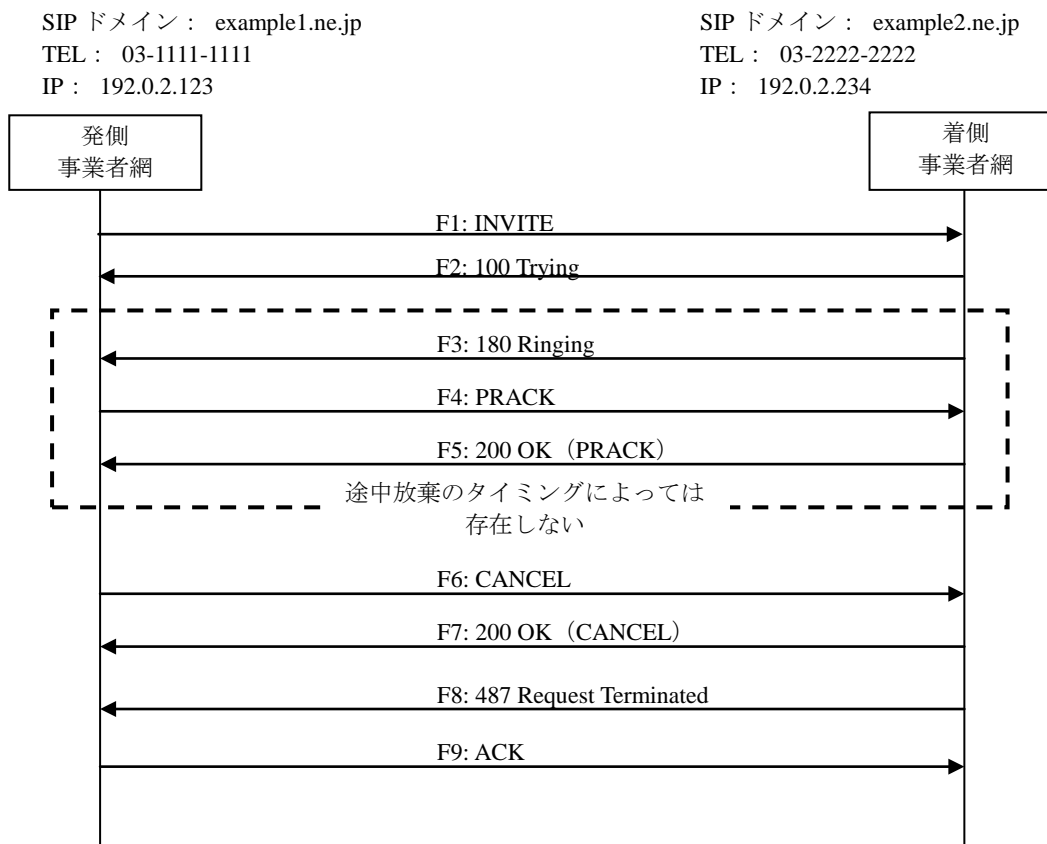 SIP ドメイン： example1.ne.jp
TEL： 03-1111-1111
IP： 192.0.2.123
SIP ドメイン： example2.ne.jp
TEL： 03-2222-2222
IP： 192.0.2.234
発側
事業者網
着側
事業者網
F1: INVITE
F2: 100 Trying
F3: 180 Ringing
F4: PRACK
F5: 200 OK（PRACK）
途中放棄のタイミングによっては
存在しない
F6: CANCEL
F7: 200 OK（CANCEL）
F8: 487 Request Terminated
F9: ACK